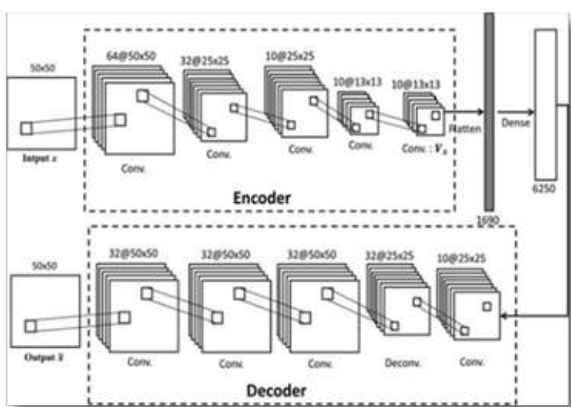 50x50
64@50x50
32@25x25
10@25x25
10@13x13
10@13x13
Intput x
Conv.
Conv.
Conv.
Conv.
Conv. : V
Flatten
Dense
Encoder
1690
6250
50x50
32@50x50
32@50x50
32@50x50
32@25x25
10@25x25
Output x̃
Conv.
Conv.
Conv.
Deconv.
Conv.
Decoder